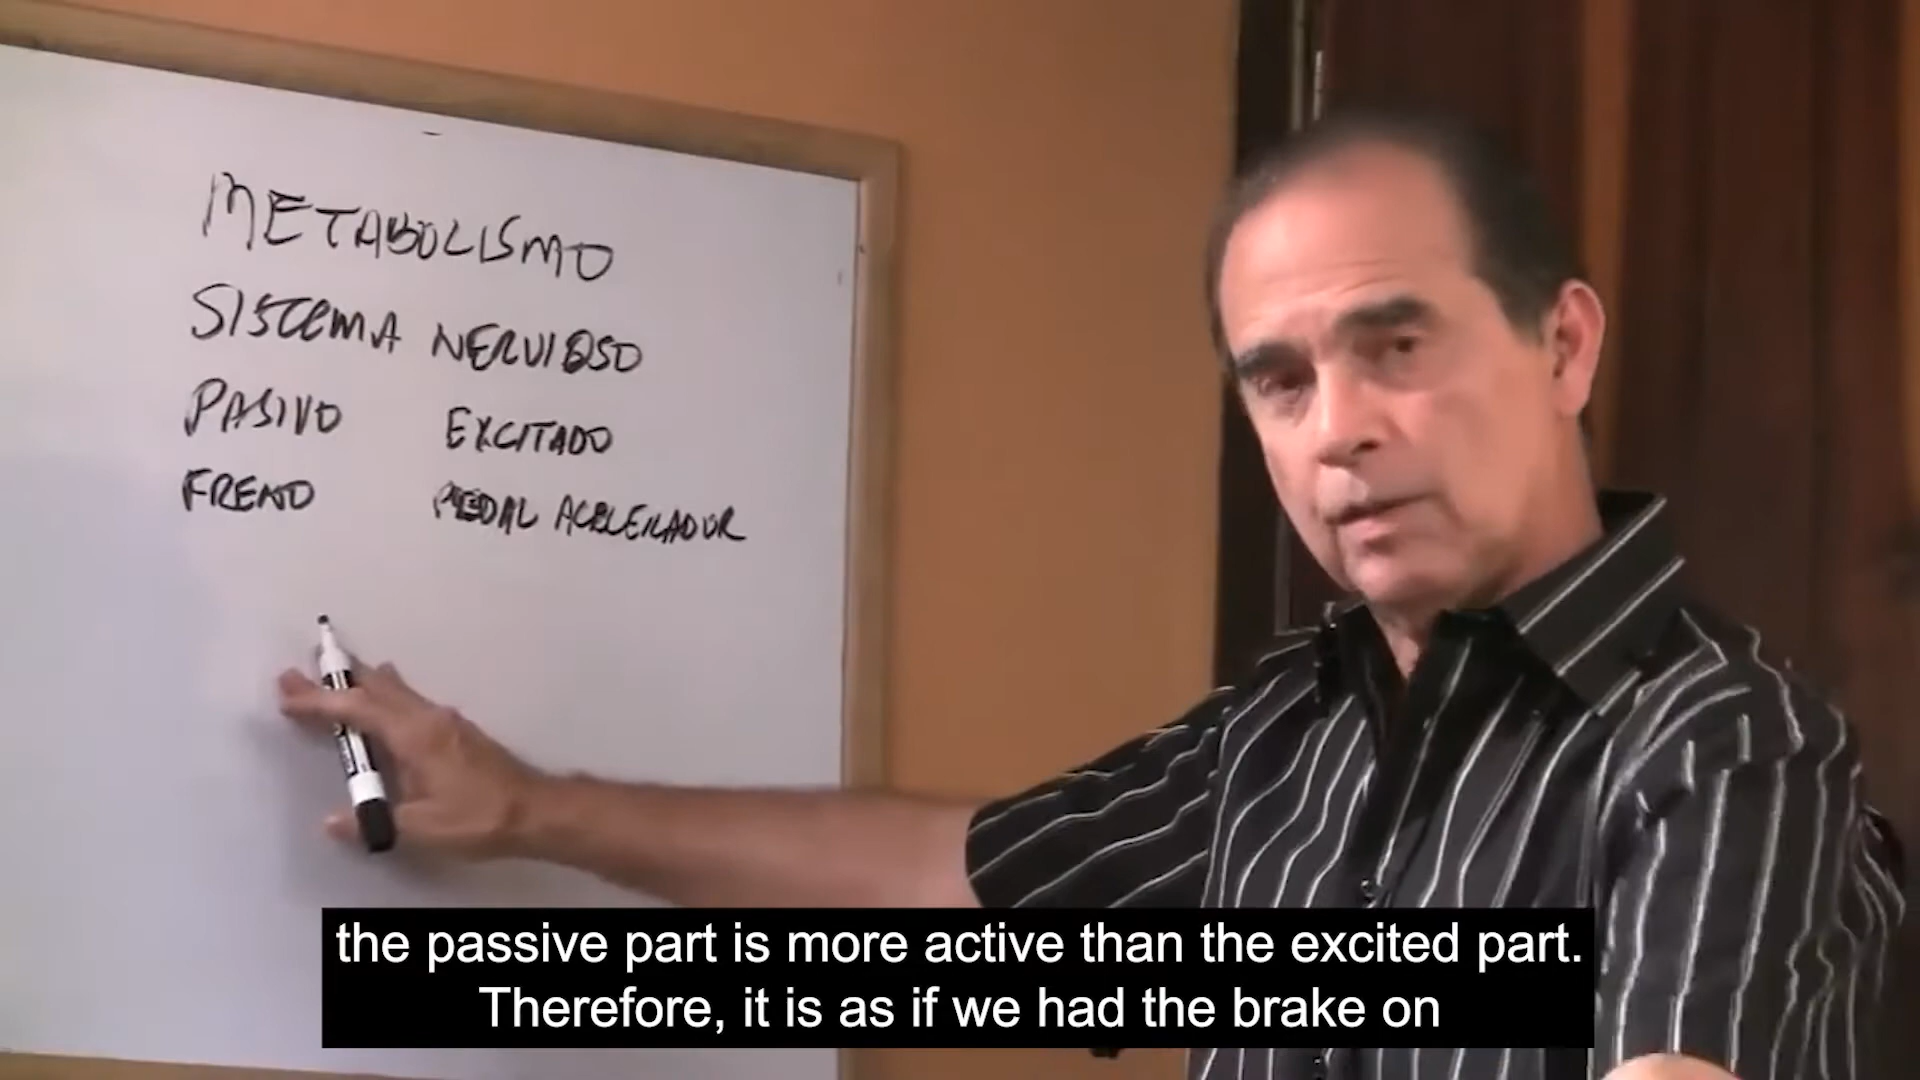 METABOLISMO
SISTEMA NERVIOSO
PASIVO EXCITADO
FRENO PEDAL ACELERADOR
the passive part is more active than the excited part.
Therefore, it is as if we had the brake on